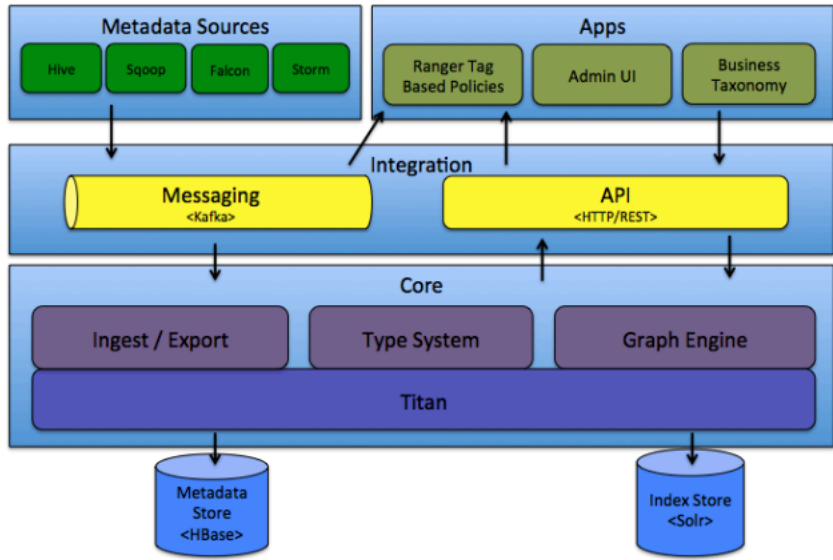 Metadata Sources
Hive
Sqoop
Falcon
Storm
Apps
Ranger Tag
Based Policies
Admin UI
Business
Taxonomy
Integration
Messaging
<Kafka>
API
<HTTP/REST>
Core
Ingest / Export
Type System
Graph Engine
Titan
Metadata
Store
<HBase>
Index Store
<Solr>